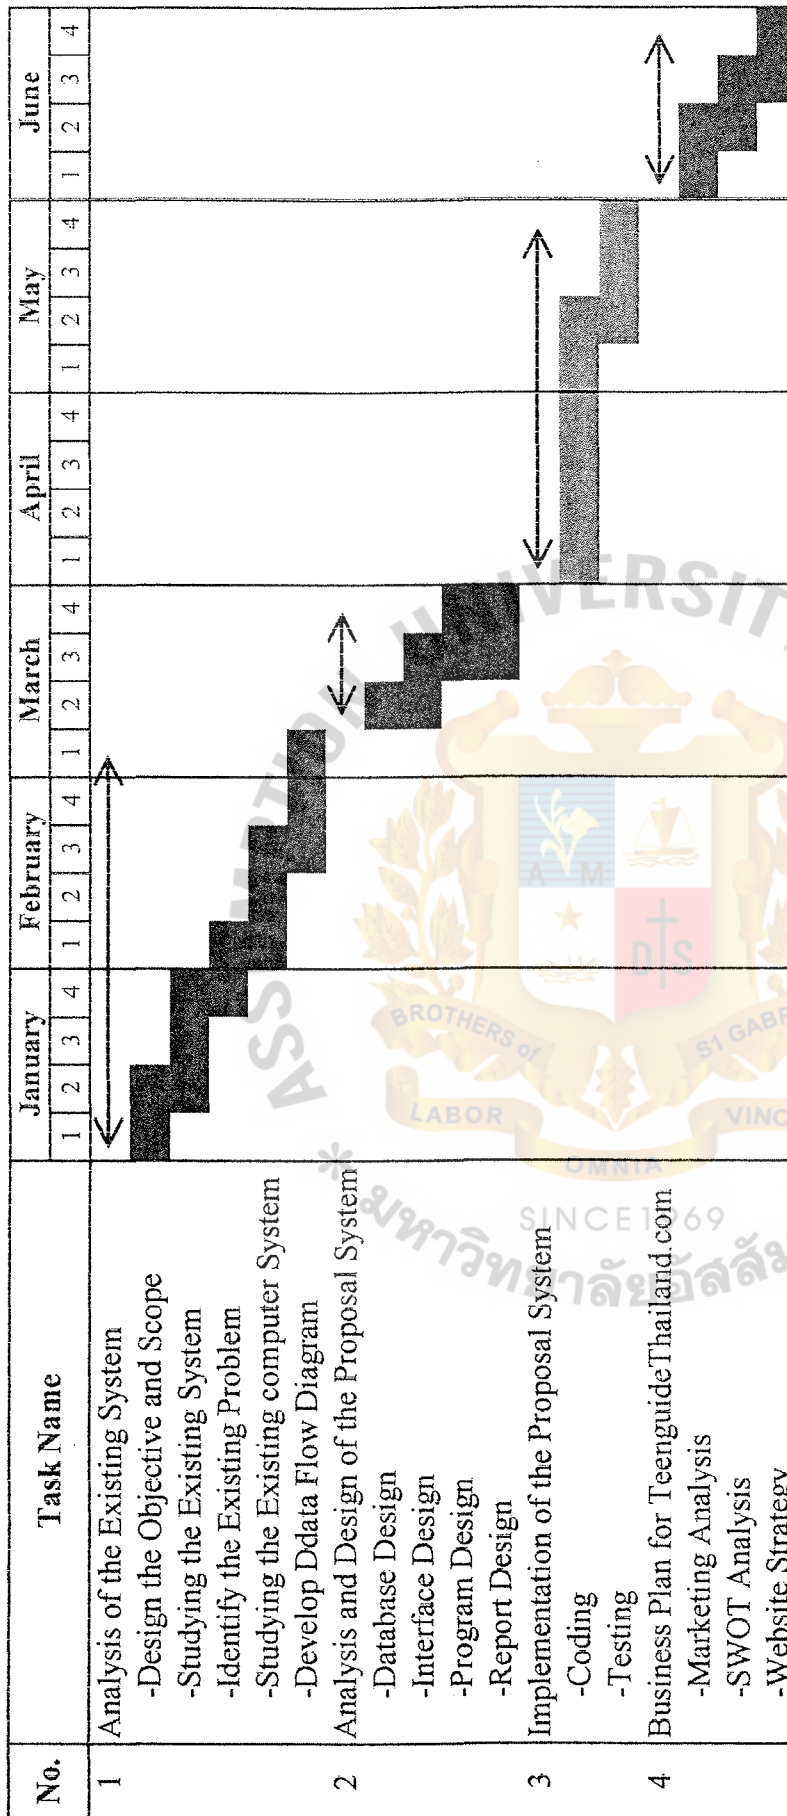 No. Task Name January February March April May June
1 2 3 4 1 2 3 4 1 2 3 4 1 2 3 4 1 2 3 4 1 2 3 4
1 Analysis of the Existing System
-Design the Objective and Scope
-Studying the Existing System
-Identify the Existing Problem
-Studying the Existing computer System
-Develop Ddata Flow Diagram
2 Analysis and Design of the Proposal System
-Database Design
-Interface Design
-Program Design
-Report Design
3 Implementation of the Proposal System
-Coding
-Testing
4 Business Plan for TeenguideThailand.com
-Marketing Analysis
-SWOT Analysis
-Website Strategy
A M
D S
BROTHERS of
LABOR
OMNIA
SINCE 1969